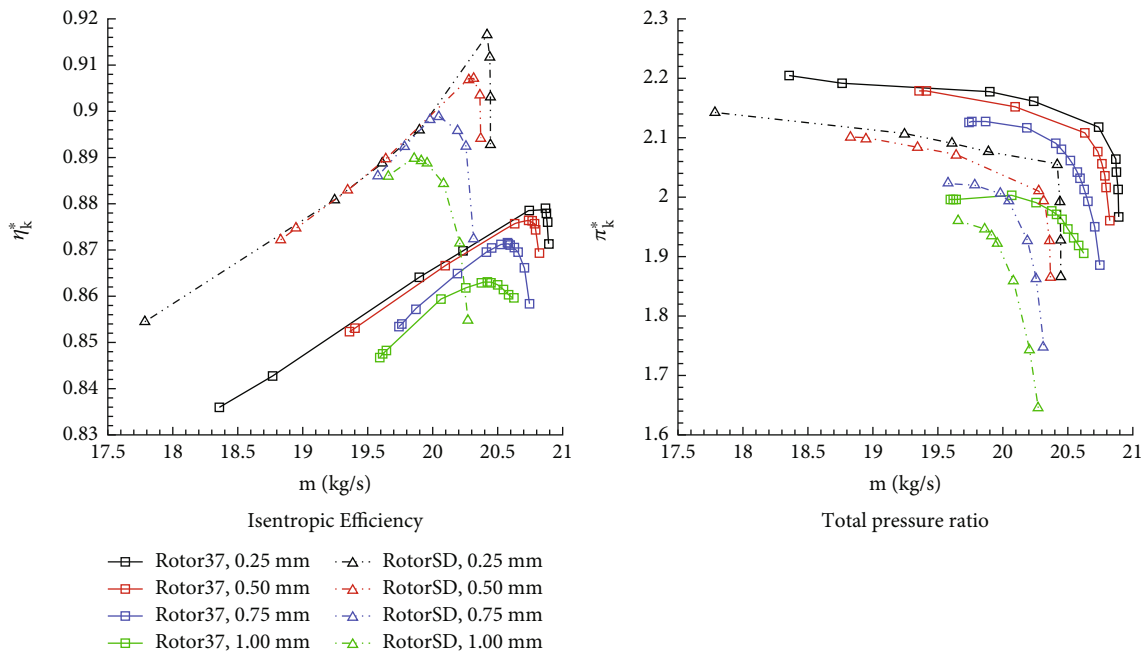 0.92
0.91
0.9
0.89
0.88
0.87
0.86
0.85
0.84
0.83
η*k
17.5 18 18.5 19 19.5 20 20.5 21
m (kg/s)
Isentropic Efficiency
2.3
2.2
2.1
2
1.9
1.8
1.7
1.6
π*k
17.5 18 18.5 19 19.5 20 20.5 21
m (kg/s)
Total pressure ratio
Rotor37, 0.25 mm
Rotor37, 0.50 mm
Rotor37, 0.75 mm
Rotor37, 1.00 mm
RotorSD, 0.25 mm
RotorSD, 0.50 mm
RotorSD, 0.75 mm
RotorSD, 1.00 mm